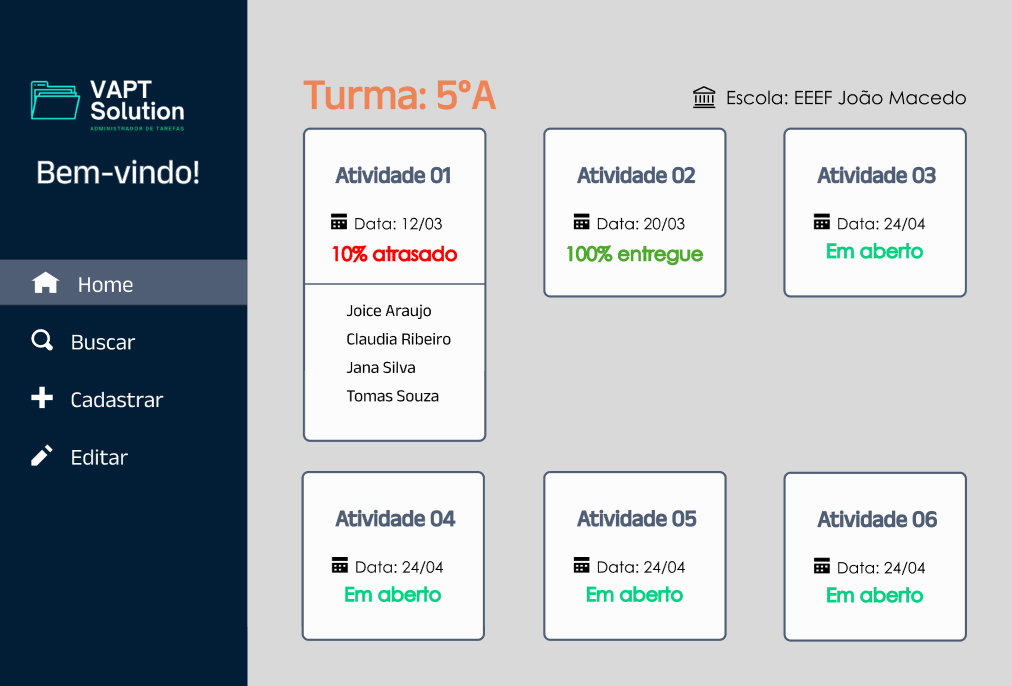 VAPT
Solution
ADMINISTRADOR DE TAREFAS
Bem-vindo!
Home
Buscar
Cadastrar
Editar
Turma: 5°A
Escola: EEEF João Macedo
Atividade 01
Data: 12/03
10% atrasado
Joice Araujo
Claudia Ribeiro
Jana Silva
Tomas Souza
Atividade 02
Data: 20/03
100% entregue
Atividade 03
Data: 24/04
Em aberto
Atividade 04
Data: 24/04
Em aberto
Atividade 05
Data: 24/04
Em aberto
Atividade 06
Data: 24/04
Em aberto